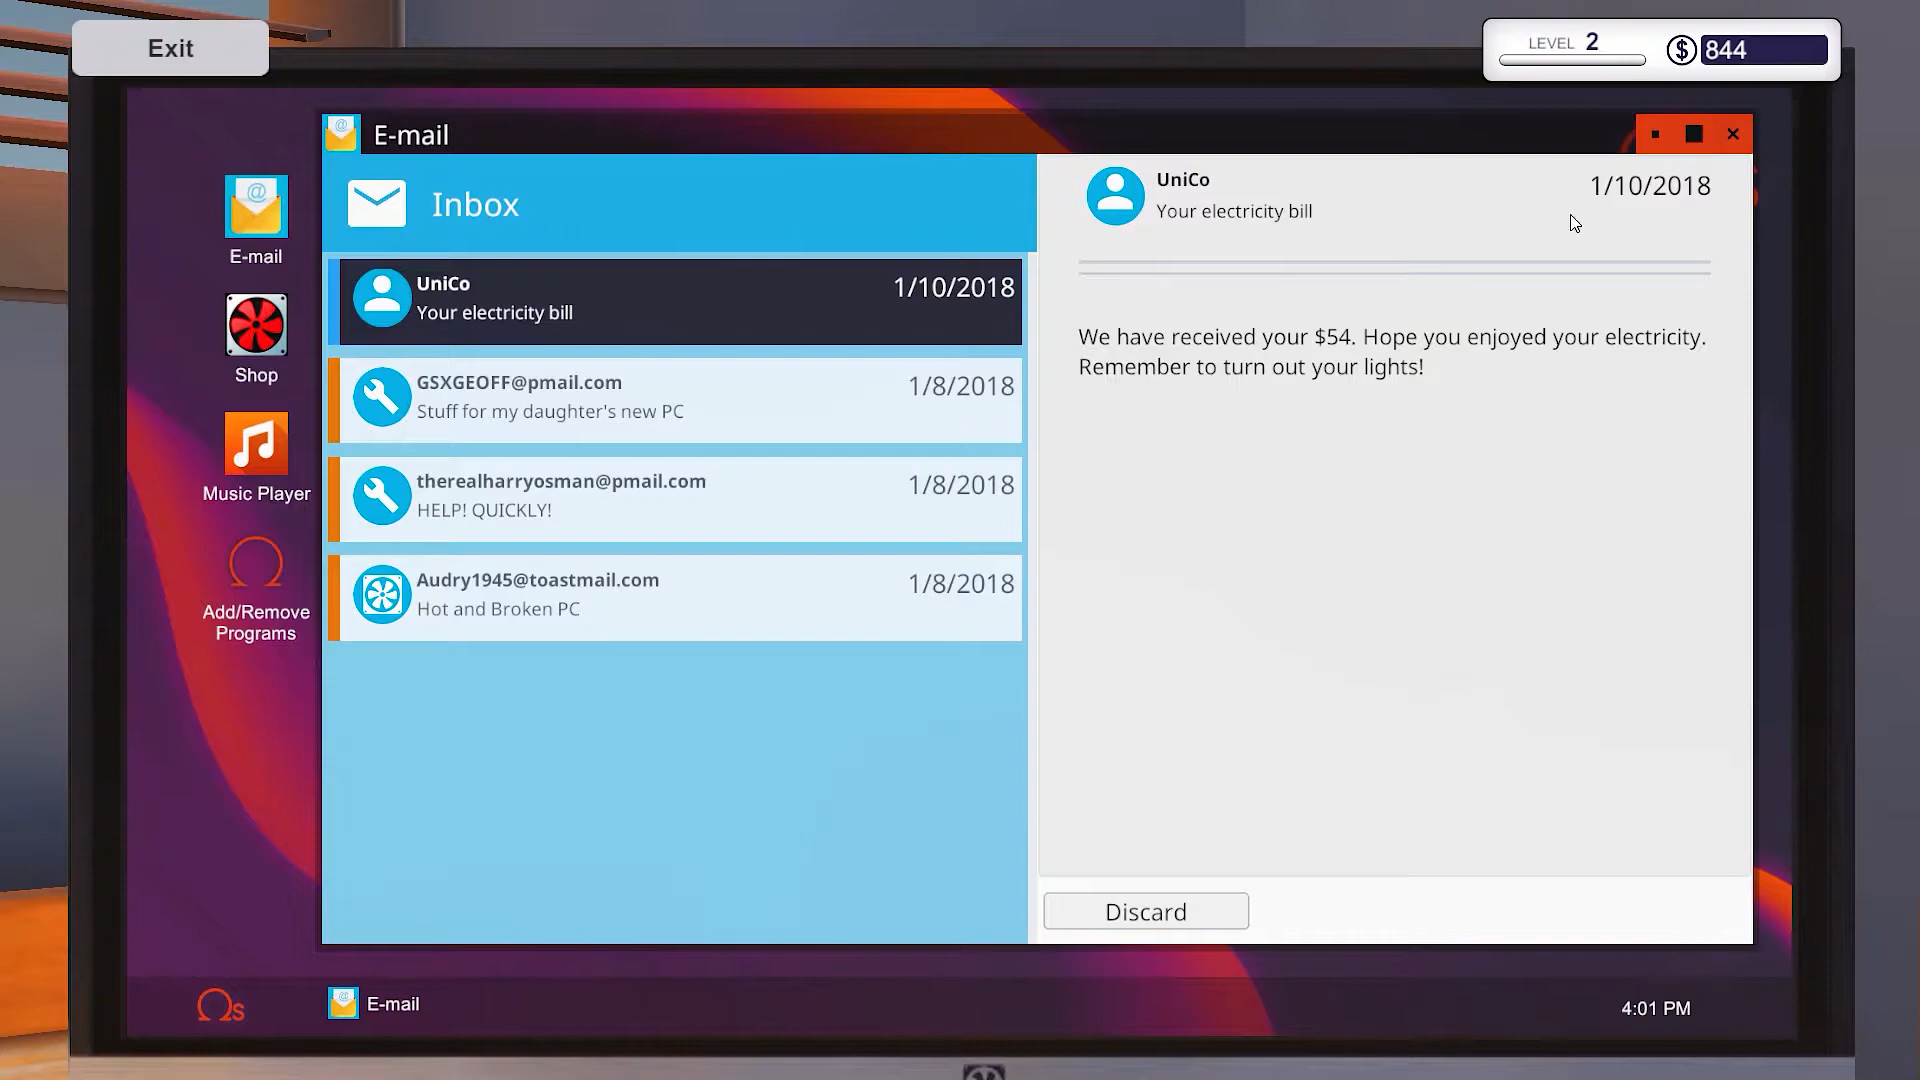 Exit
LEVEL 2
$ 844
E-mail
Inbox
UniCo
1/10/2018
Your electricity bill
GSXGEOFF@pmail.com
1/8/2018
Stuff for my daughter's new PC
therealharryosman@pmail.com
1/8/2018
HELP! QUICKLY!
Audry1945@toastmail.com
1/8/2018
Hot and Broken PC
UniCo
1/10/2018
Your electricity bill
We have received your $54. Hope you enjoyed your electricity.
Remember to turn out your lights!
Discard
E-mail
Shop
Music Player
Add/Remove
Programs
Ωs
E-mail
4:01 PM